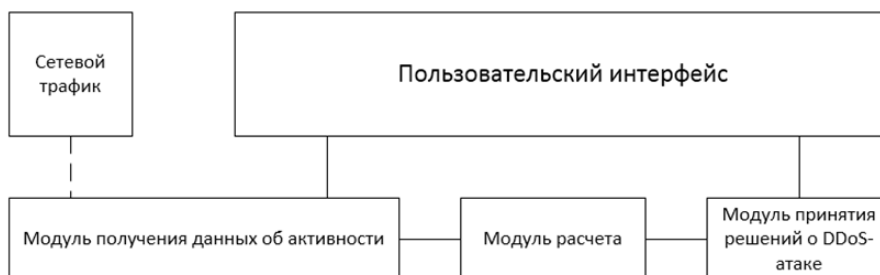 Сетевой
трафик
Пользовательский интерфейс
Модуль получения данных об активности
Модуль расчета
Модуль принятия
решений о DDoS-
атаке